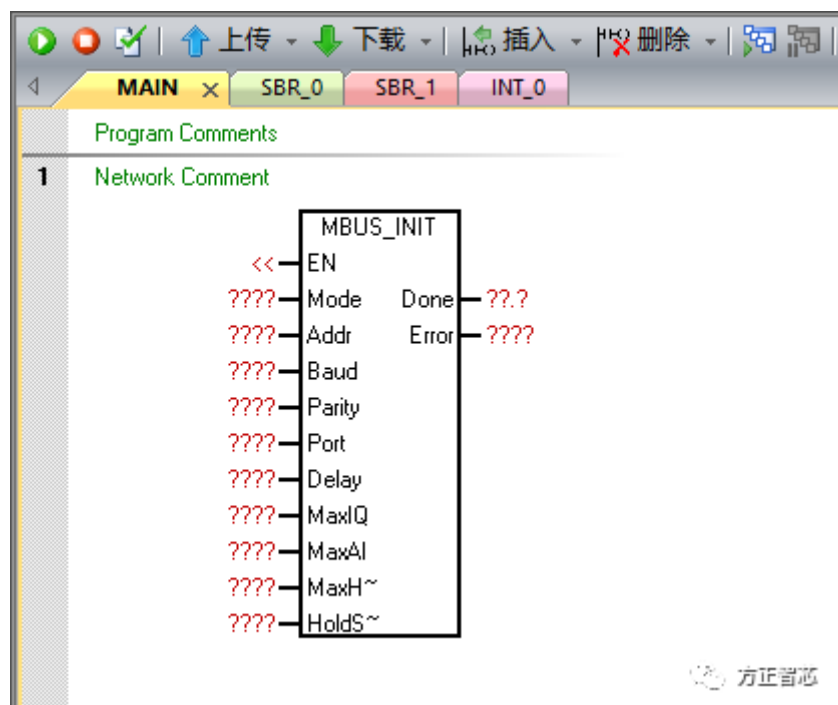 上传 下载 插入 删除
MAIN SBR_0 SBR_1 INT_0
Program Comments
1 Network Comment
MBUS_INIT
<< EN
???? Mode Done ??.?
???? Addr Error ????
???? Baud
???? Parity
???? Port
???? Delay
???? MaxIQ
???? MaxAI
???? MaxH~
???? HoldS~
方正智芯